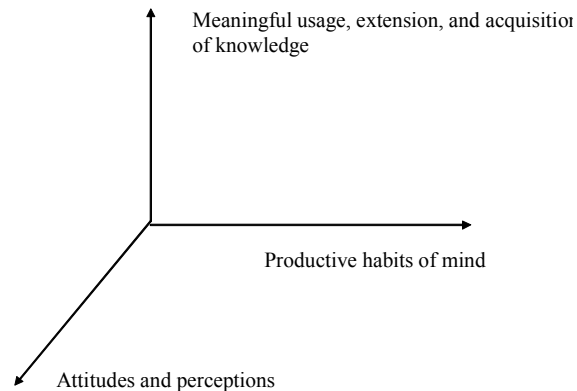 Meaningful usage, extension, and acquisition
of knowledge
Productive habits of mind
Attitudes and perceptions